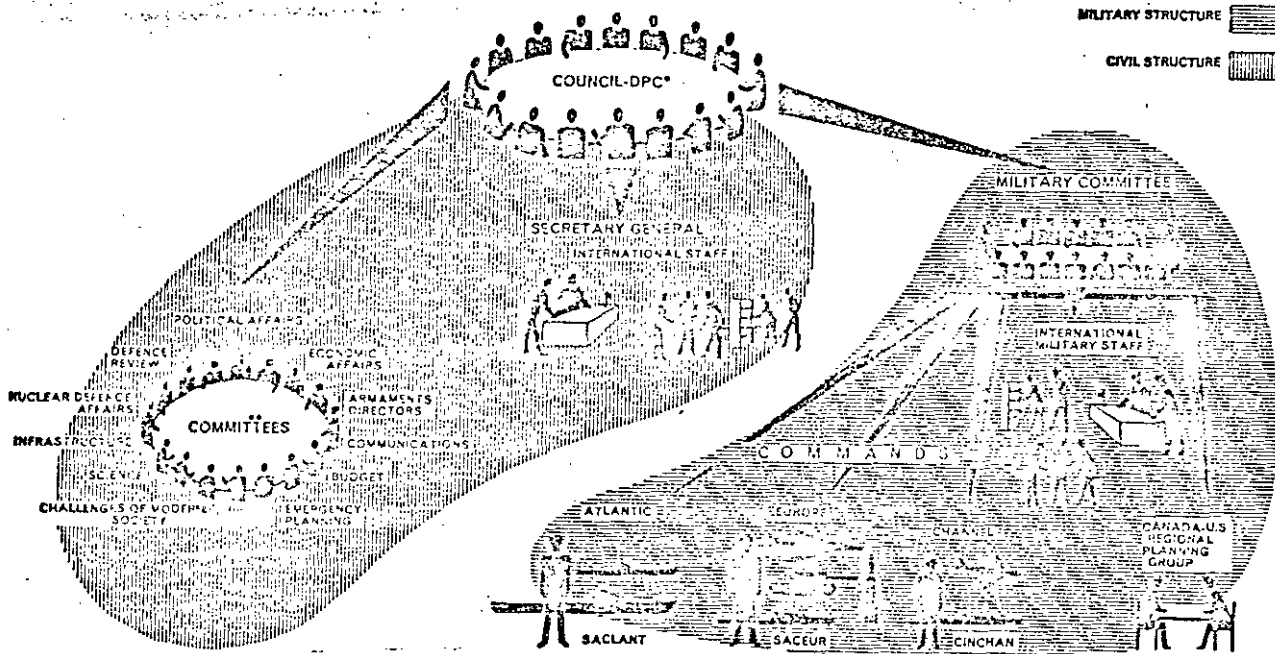 MILITARY STRUCTURE
CIVIL STRUCTURE
COUNCIL-DPC*
MILITARY COMMITTEE
SECRETARY GENERAL
INTERNATIONAL STAFF
INTERNATIONAL
MILITARY STAFF
POLITICAL AFFAIRS
DEFENCE
REVIEW
ECONOMIC
AFFAIRS
NUCLEAR DEFENCE
AFFAIRS
ARMAMENTS
DIRECTORS
COMMITTEES
INFRASTRUCTURE
COMMUNICATIONS
SCIENCE
BUDGET
CHALLENGES OF MODERN
SOCIETY
EMERGENCY
PLANNING
COMMANDS
ATLANTIC
EUROPE
CHANNEL
CANADA-U.S
REGIONAL
PLANNING
GROUP
SACLANT
SACEUR
CINCHAN